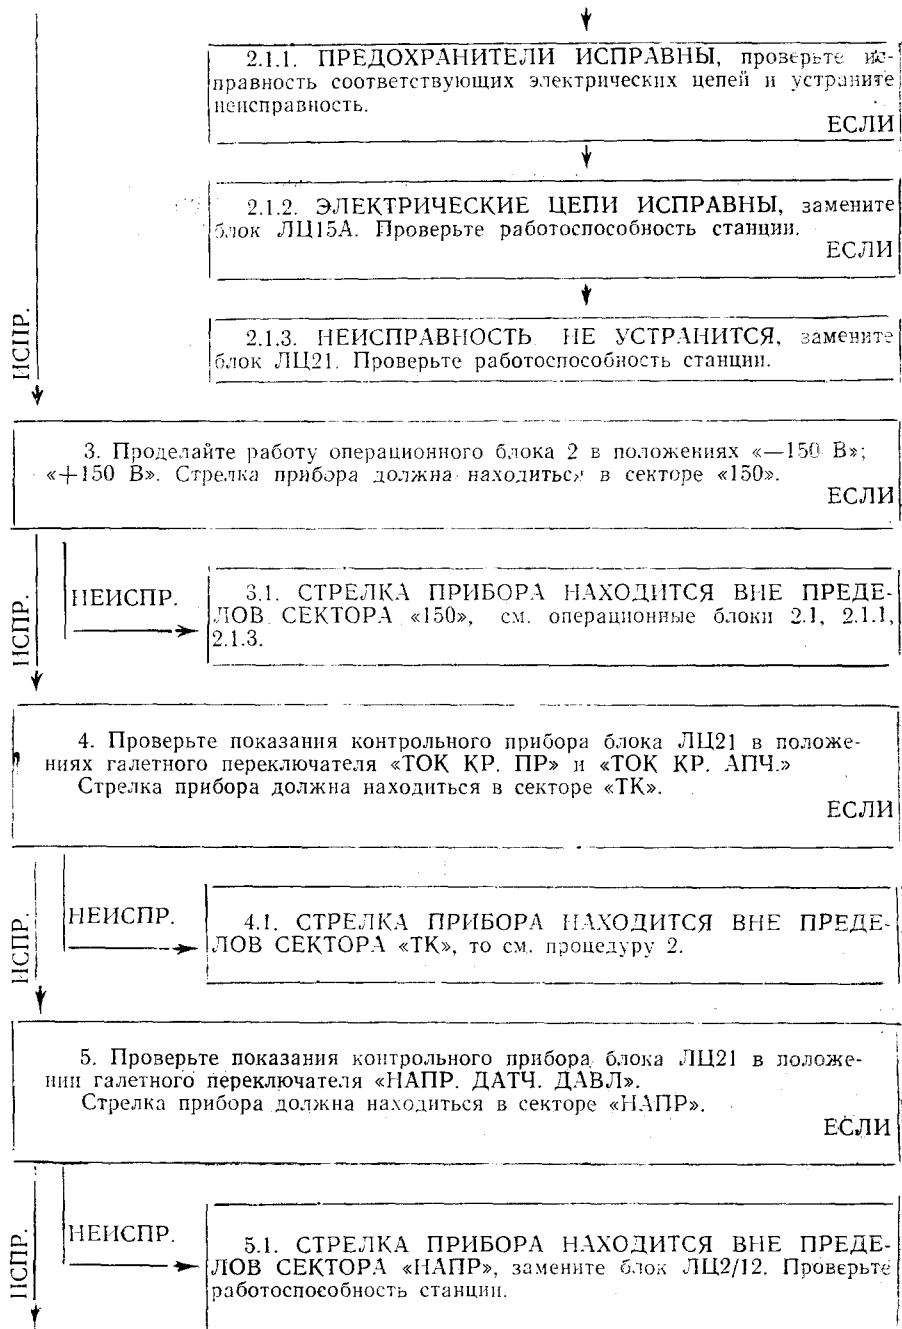 2.1.1. ПРЕДОХРАНИТЕЛИ ИСПРАВНЫ, проверьте ис-
правность соответствующих электрических цепей и устраните
неисправность.
ЕСЛИ
2.1.2. ЭЛЕКТРИЧЕСКИЕ ЦЕПИ ИСПРАВНЫ, замените
блок ЛЦ15А. Проверьте работоспособность станции.
ЕСЛИ
ИСПР.
2.1.3. НЕИСПРАВНОСТЬ НЕ УСТРАНИТСЯ, замените
блок ЛЦ21. Проверьте работоспособность станции.
3. Проделайте работу операционного блока 2 в положениях «—150 В»;
«+150 В». Стрелка прибора должна находиться в секторе «150».
ЕСЛИ
ИСПР.
НЕИСПР.
3.1. СТРЕЛКА ПРИБОРА НАХОДИТСЯ ВНЕ ПРЕДЕ-
ЛОВ СЕКТОРА «150», см. операционные блоки 2.1, 2.1.1,
2.1.3.
4. Проверьте показания контрольного прибора блока ЛЦ21 в положе-
ниях галетного переключателя «ТОК КР. ПР» и «ТОК КР. АПЧ.»
Стрелка прибора должна находиться в секторе «ТК».
ЕСЛИ
ИСПР.
НЕИСПР.
4.1. СТРЕЛКА ПРИБОРА НАХОДИТСЯ ВНЕ ПРЕДЕ-
ЛОВ СЕКТОРА «ТК», то см. процедуру 2.
5. Проверьте показания контрольного прибора блока ЛЦ21 в положе-
нии галетного переключателя «НАПР. ДАТЧ. ДАВЛ».
Стрелка прибора должна находиться в секторе «НАПР».
ЕСЛИ
ИСПР.
НЕИСПР.
5.1. СТРЕЛКА ПРИБОРА НАХОДИТСЯ ВНЕ ПРЕДЕ-
ЛОВ СЕКТОРА «НАПР», замените блок ЛЦ2/12. Проверьте
работоспособность станции.